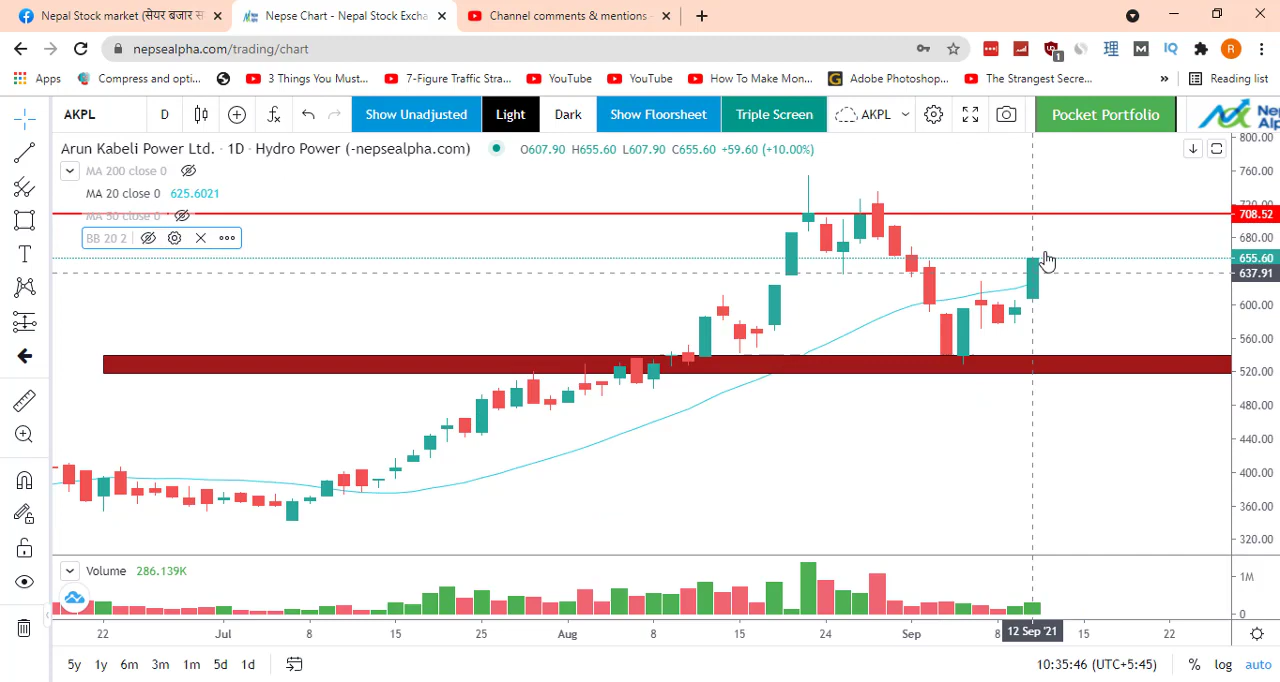 Nepal Stock market (सेयर बजार स
Nepse Chart - Nepal Stock Excha
Channel comments & mentions
nepsealpha.com/trading/chart
1
理
M
IQ
R
Apps
Compress and opti...
3 Things You Must...
7-Figure Traffic Stra...
YouTube
YouTube
How To Make Mon...
Adobe Photoshop...
The Strangest Secre...
»
Reading list
AKPL
D
Show Unadjusted
Light
Dark
Show Floorsheet
Triple Screen
AKPL
Pocket Portfolio
Nep
Alp
Arun Kabeli Power Ltd. · 1D · Hydro Power (-nepsealpha.com)
O607.90 H655.60 L607.90 C655.60 +59.60 (+10.00%)
MA 200 close 0
MA 20 close 0 625.6021
MA 50 close 0
BB 20 2
800.00
760.00
720.00
708.52
680.00
655.60
637.91
600.00
560.00
520.00
480.00
440.00
400.00
360.00
320.00
Volume 286.139K
1M
0
22
Jul
8
15
25
Aug
8
15
24
Sep
8
12 Sep '21
15
22
5y 1y 6m 3m 1m 5d 1d
10:35:46 (UTC+5:45)
% log auto